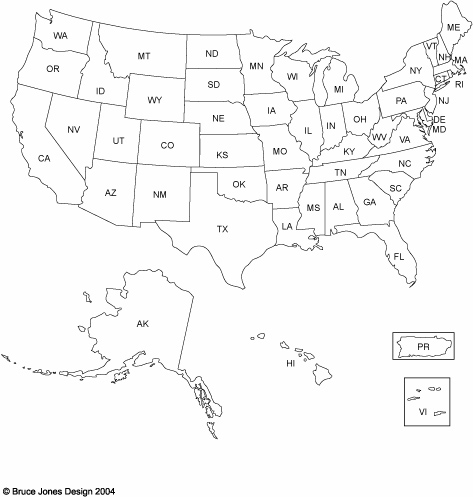 WA
MT
ND
MN
ME
VT
NH
OR
ID
WY
SD
WI
MI
NY
MA
CT
RI
NV
UT
CO
NE
IA
IL
IN
OH
PA
NJ
DE
MD
CA
KS
MO
KY
WV
VA
AZ
NM
OK
AR
TN
NC
SC
TX
LA
MS
AL
GA
FL
AK
HI
PR
VI
© Bruce Jones Design 2004